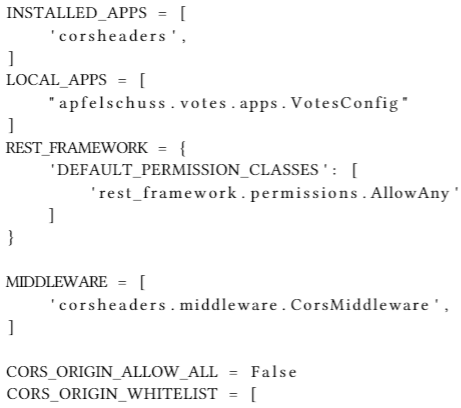 INSTALLED_APPS = [
'corsheaders',
]
LOCAL_APPS = [
"apfelschuss.votes.apps.VotesConfig"
]
REST_FRAMEWORK = {
'DEFAULT_PERMISSION_CLASSES': [
'rest_framework.permissions.AllowAny'
]
}
MIDDLEWARE = [
'corsheaders.middleware.CorsMiddleware',
]
CORS_ORIGIN_ALLOW_ALL = False
CORS_ORIGIN_WHITELIST = [